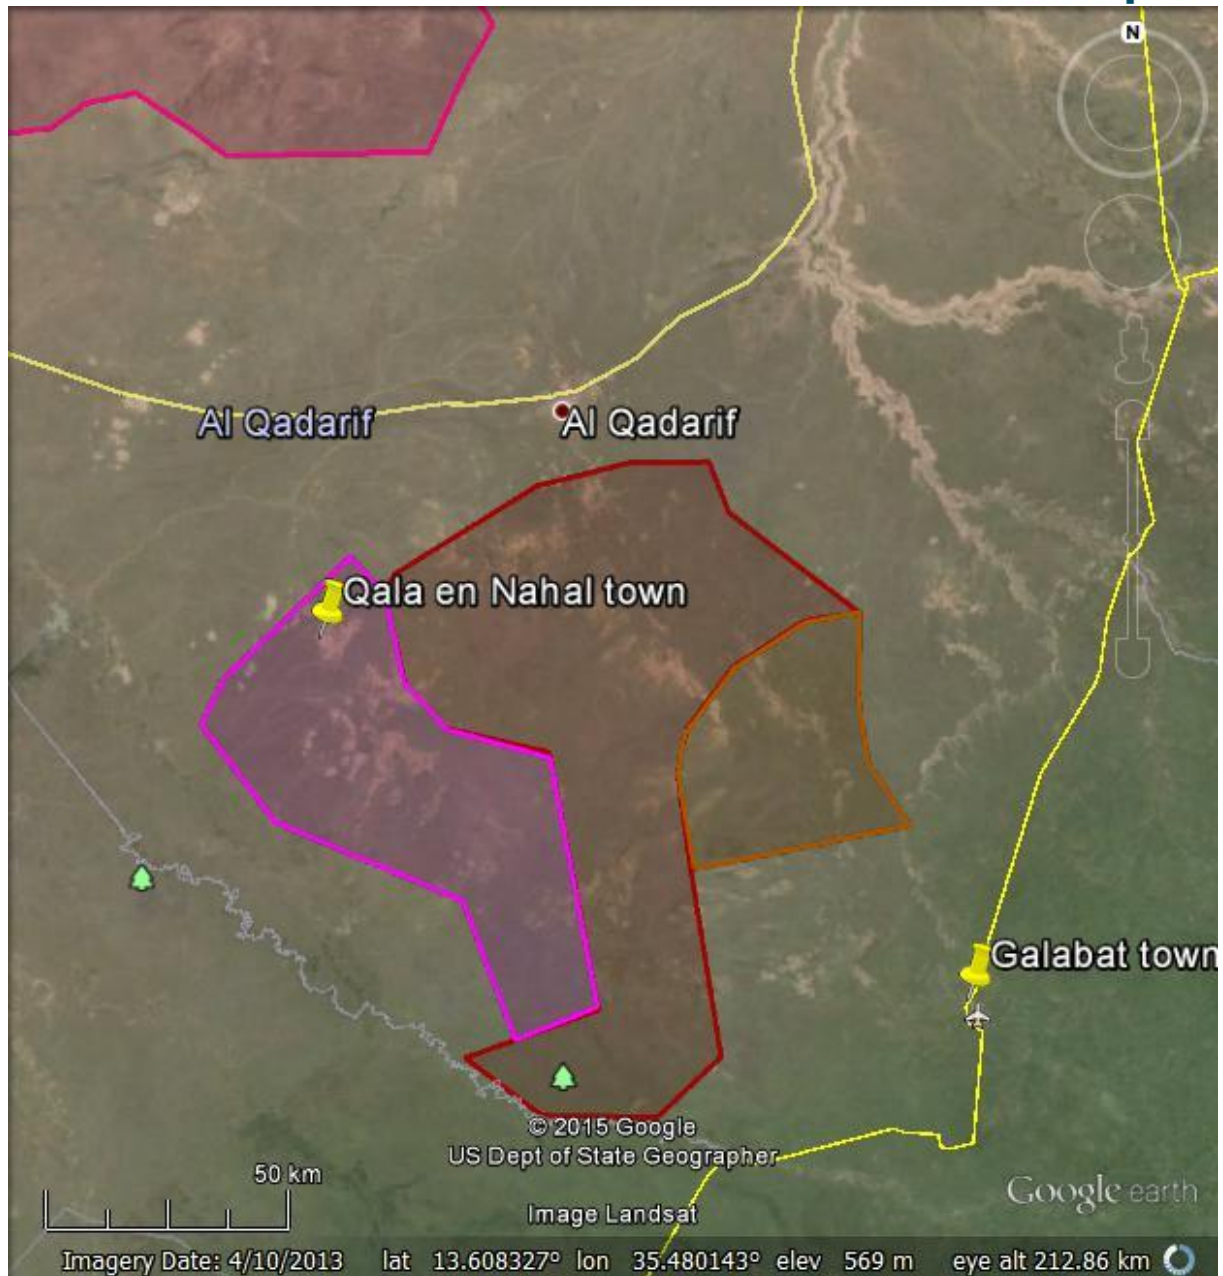 N
Al Qadarif
Al Qadarif
Qala en Nahal town
Galabat town
© 2015 Google
US Dept of State Geographer
50 km
Google earth
Image Landsat
Imagery Date: 4/10/2013 lat 13.608327° lon 35.480143° elev 569 m eye alt 212.86 km